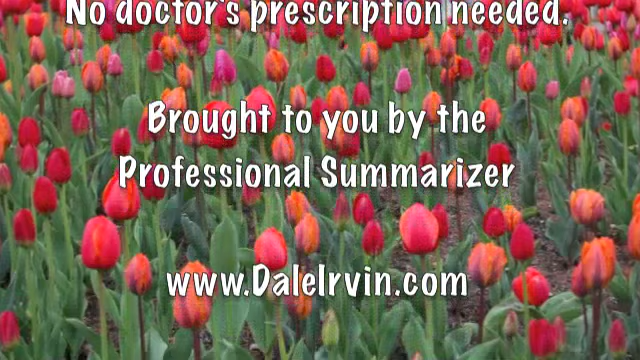 No doctor's prescription needed.
Brought to you by the
Professional Summarizer
www.DaleIrvin.com